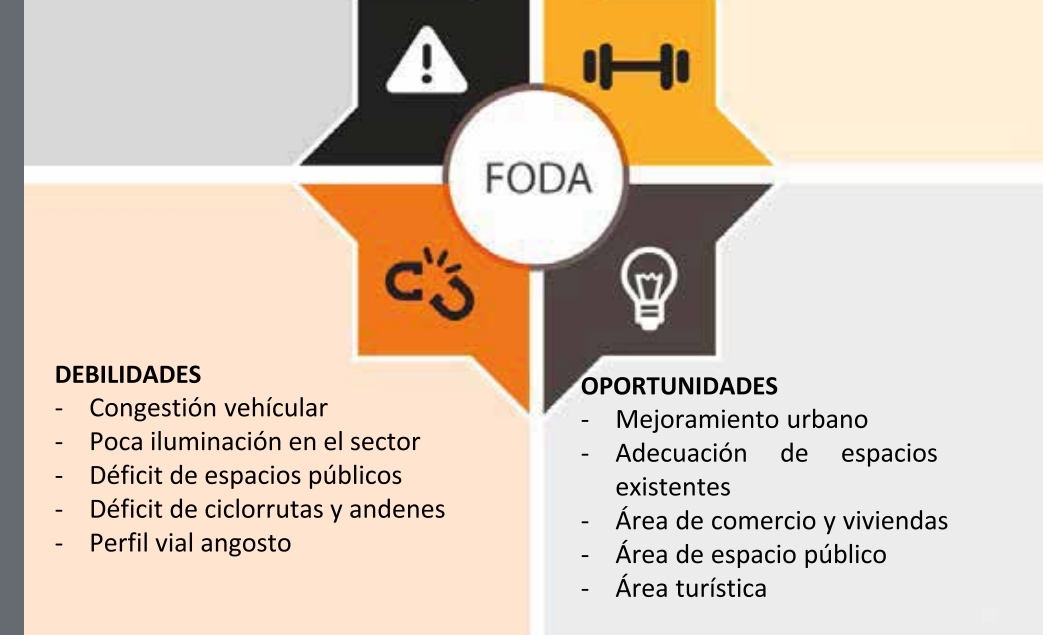 FODA
DEBILIDADES
- Congestión vehícular
- Poca iluminación en el sector
- Déficit de espacios públicos
- Déficit de ciclorrutas y andenes
- Perfil vial angosto
OPORTUNIDADES
- Mejoramiento urbano
- Adecuación de espacios
existentes
- Área de comercio y viviendas
- Área de espacio público
- Área turística